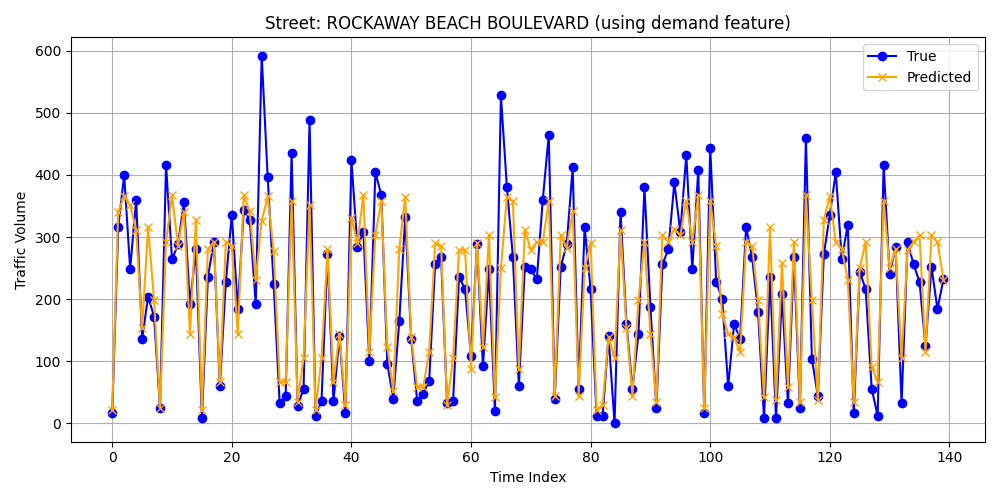 Street: ROCKAWAY BEACH BOULEVARD (using demand feature)
True
Predicted
Traffic Volume
600
500
400
300
200
100
0
0 20 40 60 80 100 120 140
Time Index